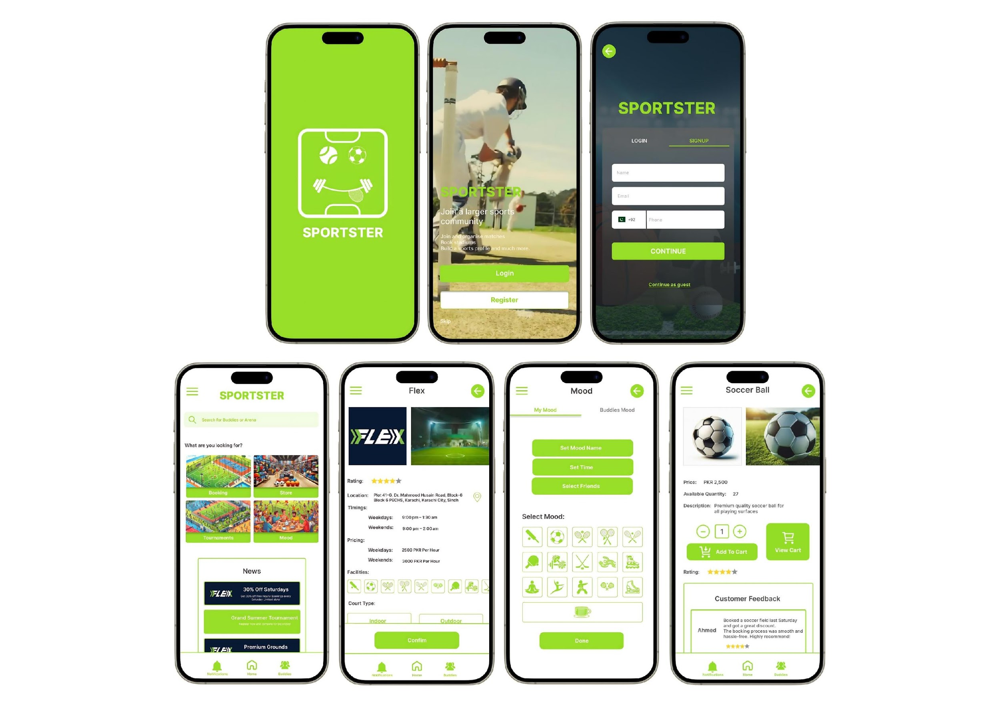 SPORTSTER
SPORTSTER
Join a larger sports
community
Join and organise matches
Book stadiums
Build a sports profile and much more.
Login
Register
Skip
SPORTSTER
LOGIN
SIGNUP
Name
Email
+92
Phone
CONTINUE
Continue as guest
SPORTSTER
Search for Buddies or Arena
What are you looking for?
Booking
Store
Tournaments
Mood
News
FLEX
30% Off Saturdays
Get 30% off Flex Hourly Bookings every
Saturday Limited slots!
Grand Summer Tournament
Register now and compete for big prizes!
FLEX
Premium Grounds
Notifications
Home
Buddies
Flex
FLEX
Rating:
Location: Plot 41-G, Dr. Mahmood Husain Road, Block-6
Block 6 PECHS, Karachi, Karachi City, Sindh
Timings:
Weekdays: 9:00 pm – 1:30 am
Weekends: 9:00 pm – 2:00 am
Pricing:
Weekdays: 2500 PKR Per Hour
Weekends: 3000 PKR Per Hour
Facilities:
Court Type:
Indoor
Outdoor
Confim
Notifications
Home
Buddies
Mood
My Mood
Buddies Mood
Set Mood Name
Set Time
Select Friends
Select Mood:
Done
Soccer Ball
Price: PKR 2,500
Available Quantity: 27
Description: Premium quality soccer ball for
all playing surfaces
1
Add To Cart
View Cart
Rating:
Customer Feedback
Ahmed
Booked a soccer field last Saturday
and got a great discount.
The booking process was smooth and
hassle-free. Highly recommend!
Notifications
Home
Buddies